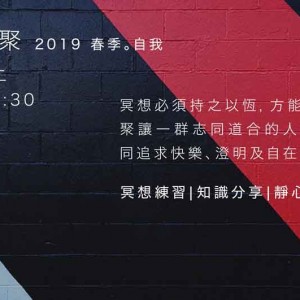 聚 2019 春季。自我
:30
冥想必須持之以恆, 方能
聚讓一群志同道合的人
同追求快樂、澄明及自在
冥想練習|知識分享|靜心